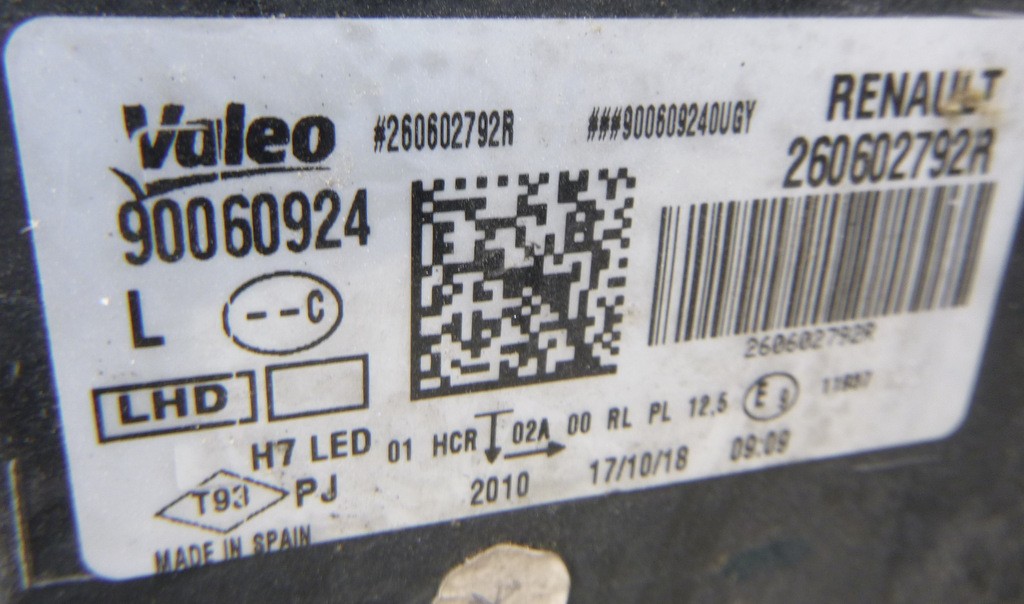 Valeo #260602792R ###900609240UGY RENAULT
90060924 260602792R
L --C
260602792R
LHD
H7 LED 01 HCR 02A 00 RL PL 12,5 E
T93 PJ 2010 17/10/18 09:09
MADE IN SPAIN